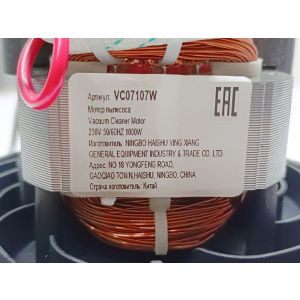 Артикул: VC07107W
Мотор пылесоса
Vacuum Cleaner Motor
230V 50/60HZ 1000W
Изготовитель: NINGBO HAISHU YING XIANG
GENERAL EQUIPMENT INDUSTRY & TRADE CO. LTD.
Адрес: NO 18 YONGFENG ROAD,
GAOQIAO TOWN,HAISHU, NINGBO, CHINA
Страна изготовитель: Китай
EAC